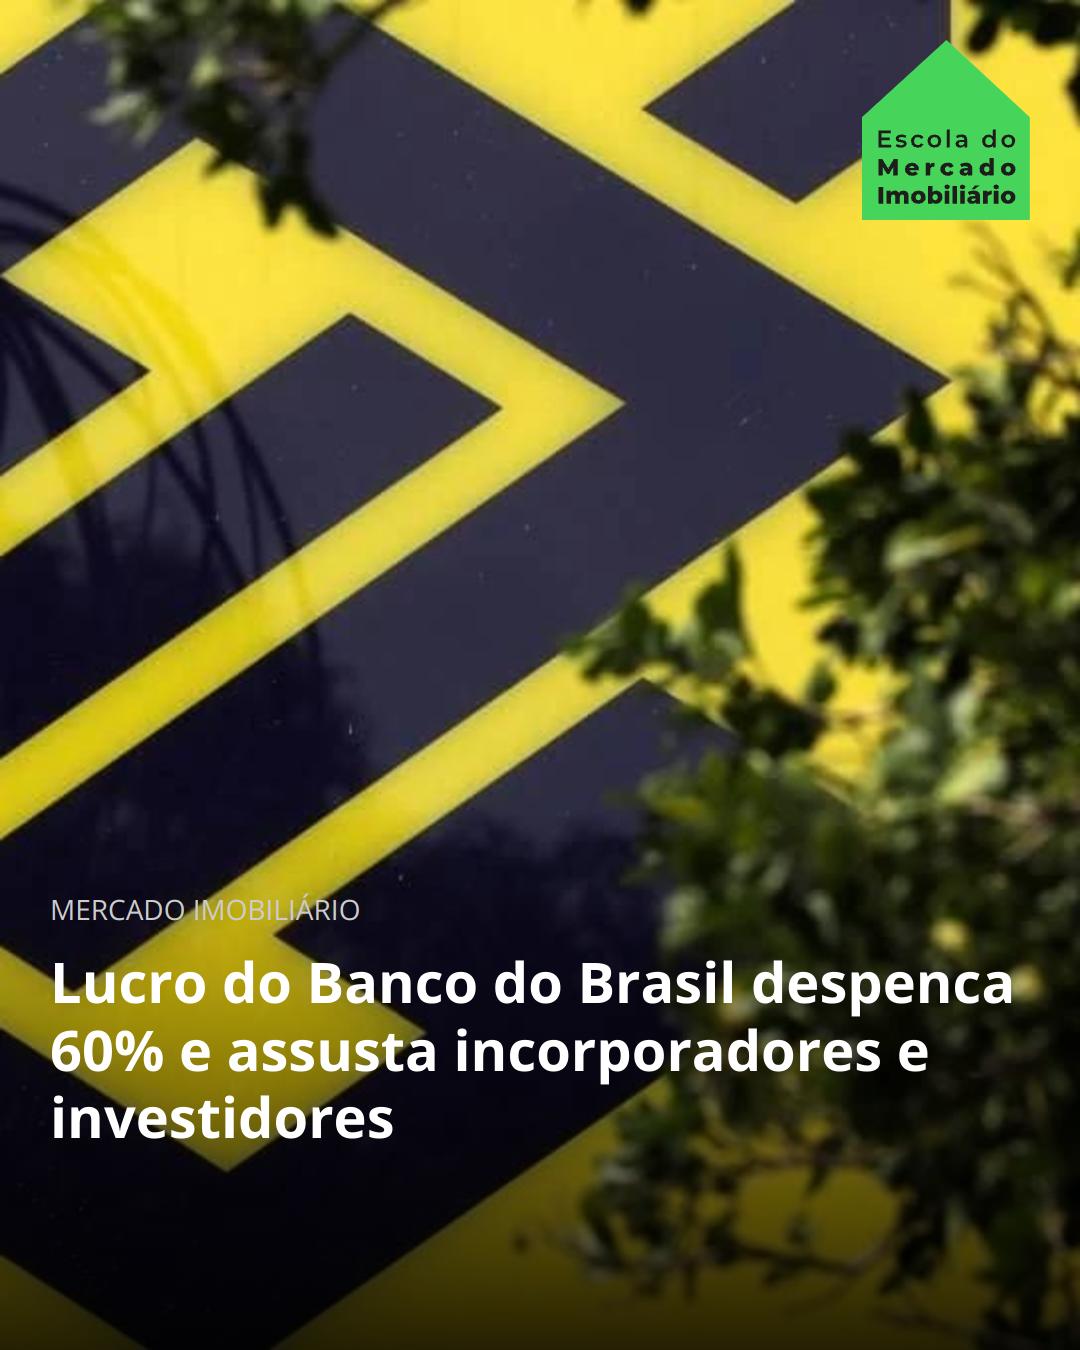 Escola do
Mercado
Imobiliário
MERCADO IMOBILIÁRIO
Lucro do Banco do Brasil despenca
60% e assusta incorporadores e
investidores